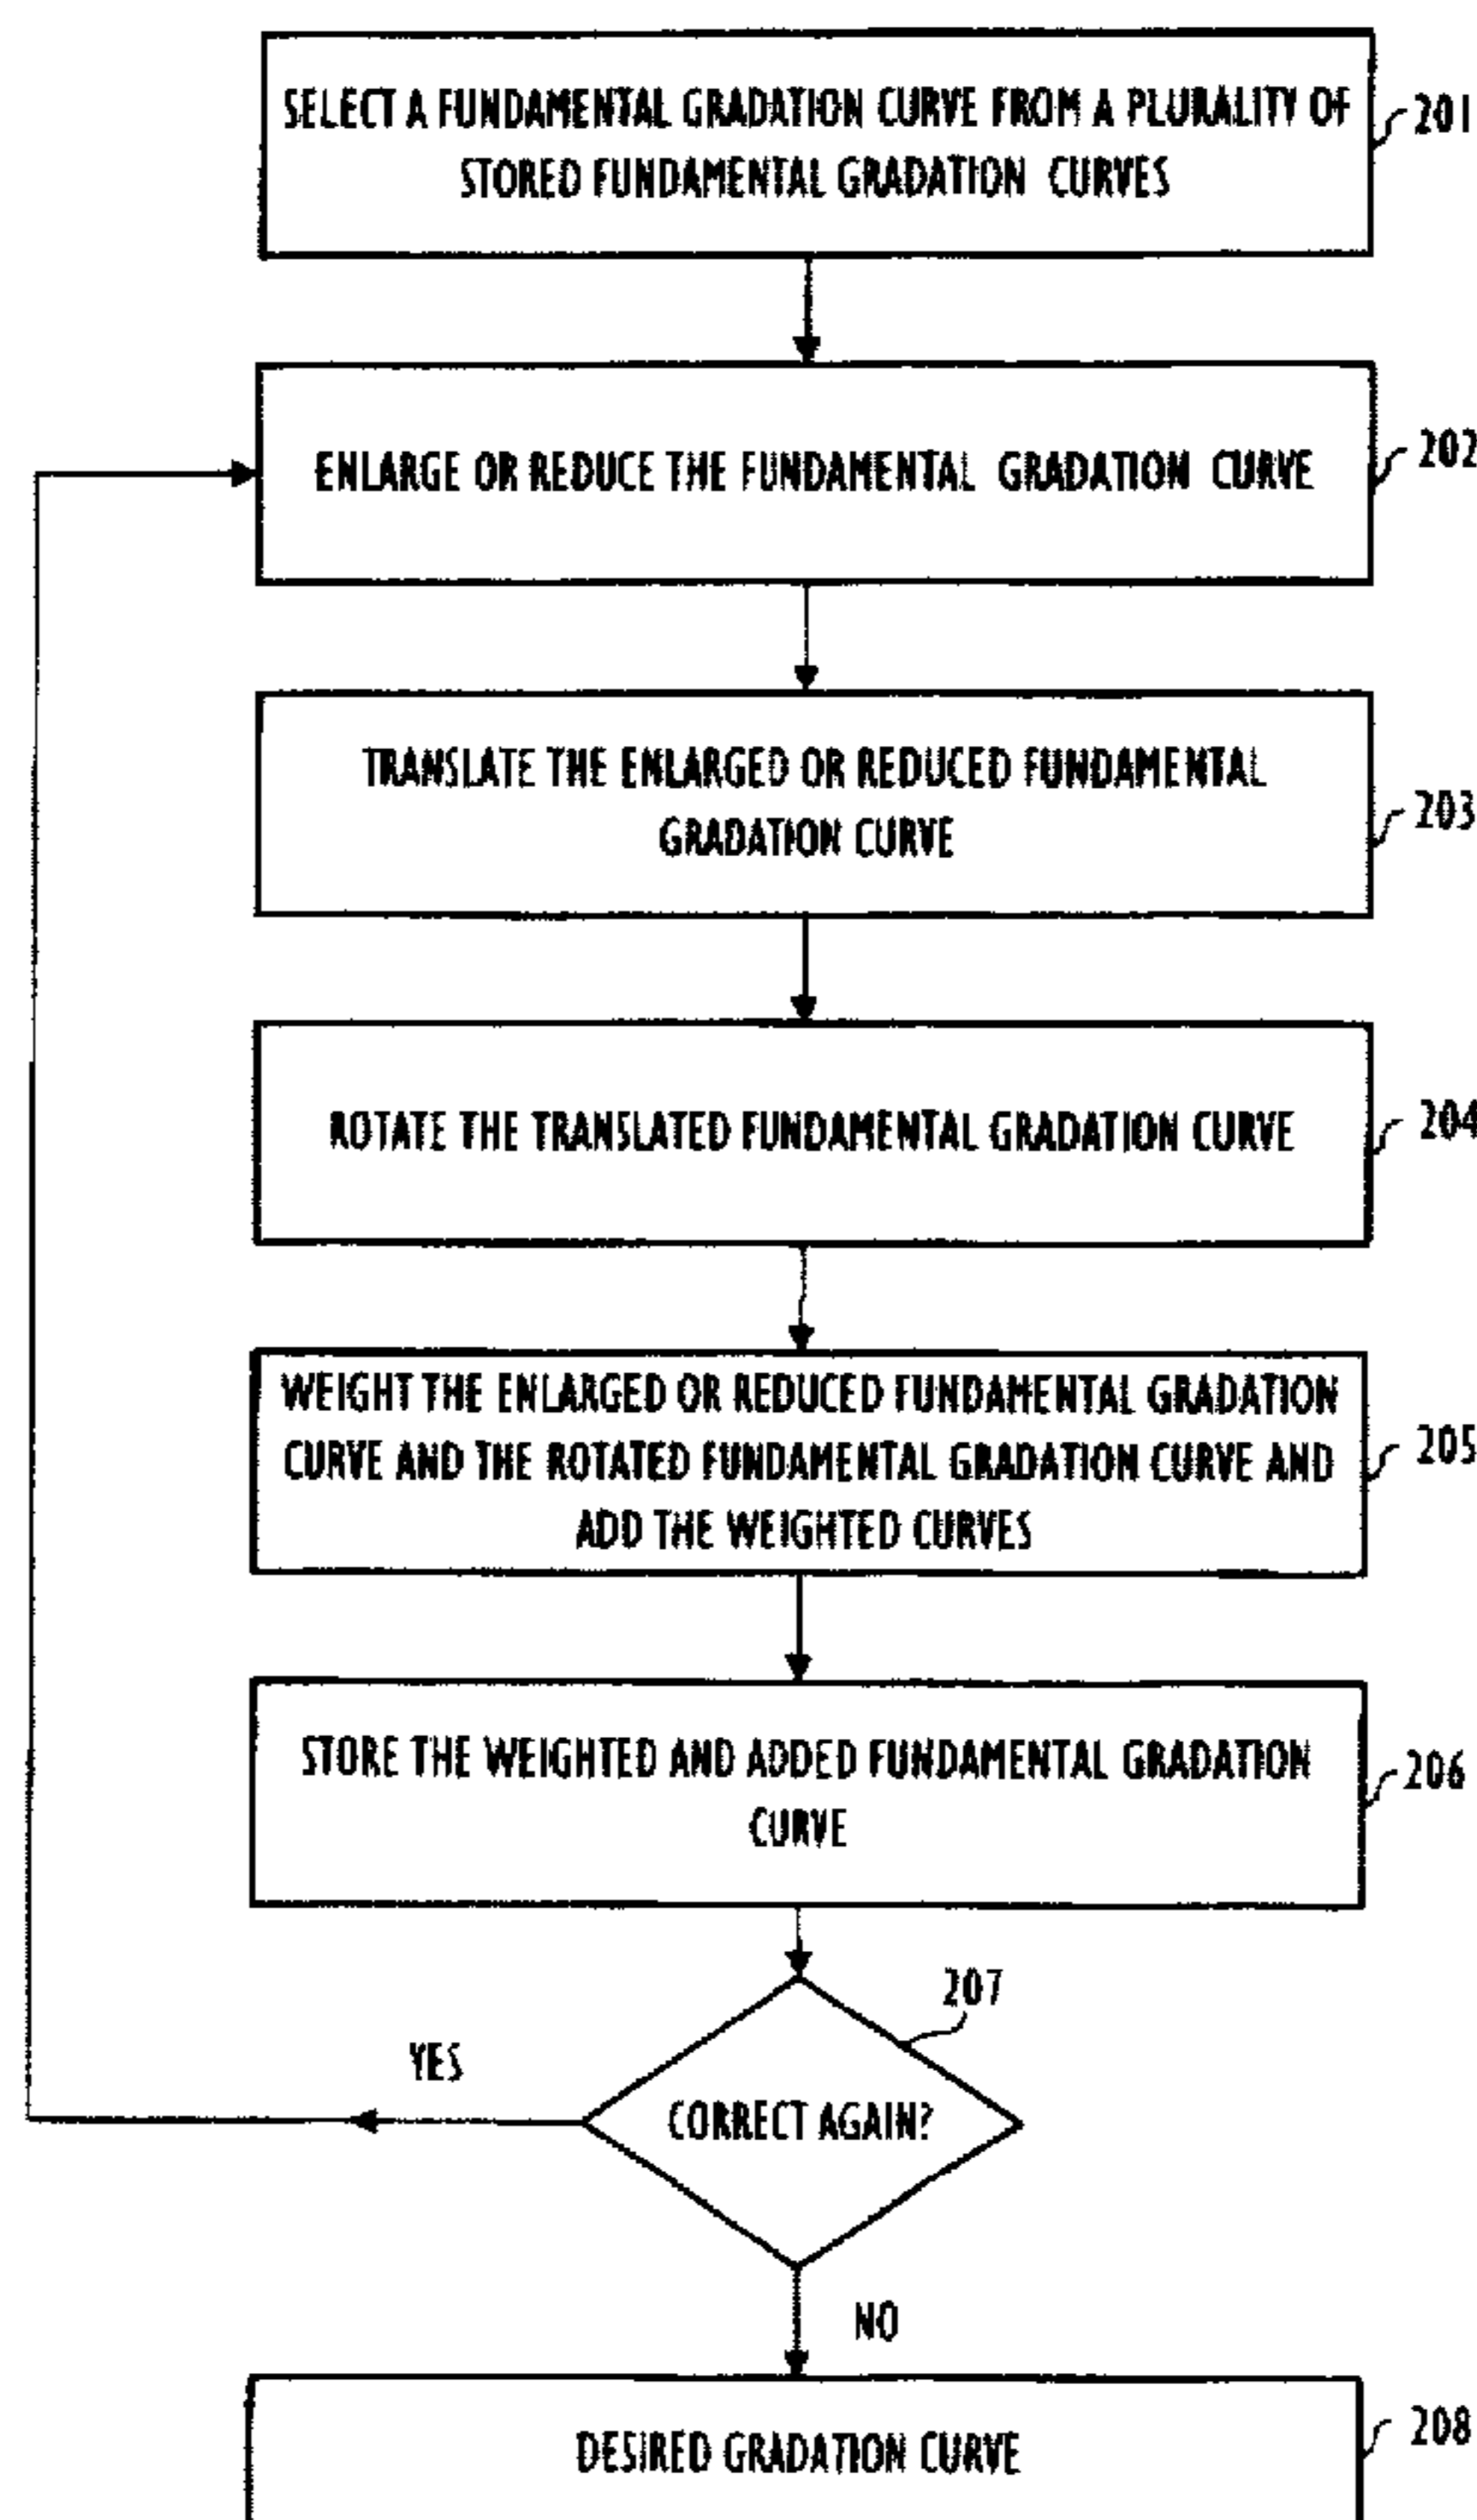 SELECT A FUNDAMENTAL GRADATION CURVE FROM A PLURALITY OF
STORED FUNDAMENTAL GRADATION CURVES
201
ENLARGE OR REDUCE THE FUNDAMENTAL GRADATION CURVE
202
TRANSLATE THE ENLARGED OR REDUCED FUNDAMENTAL
GRADATION CURVE
203
ROTATE THE TRANSLATED FUNDAMENTAL GRADATION CURVE
204
WEIGHT THE ENLARGED OR REDUCED FUNDAMENTAL GRADATION
CURVE AND THE ROTATED FUNDAMENTAL GRADATION CURVE AND
ADD THE WEIGHTED CURVES
205
STORE THE WEIGHTED AND ADDED FUNDAMENTAL GRADATION
CURVE
206
207
YES
CORRECT AGAIN?
NO
DESIRED GRADATION CURVE
208